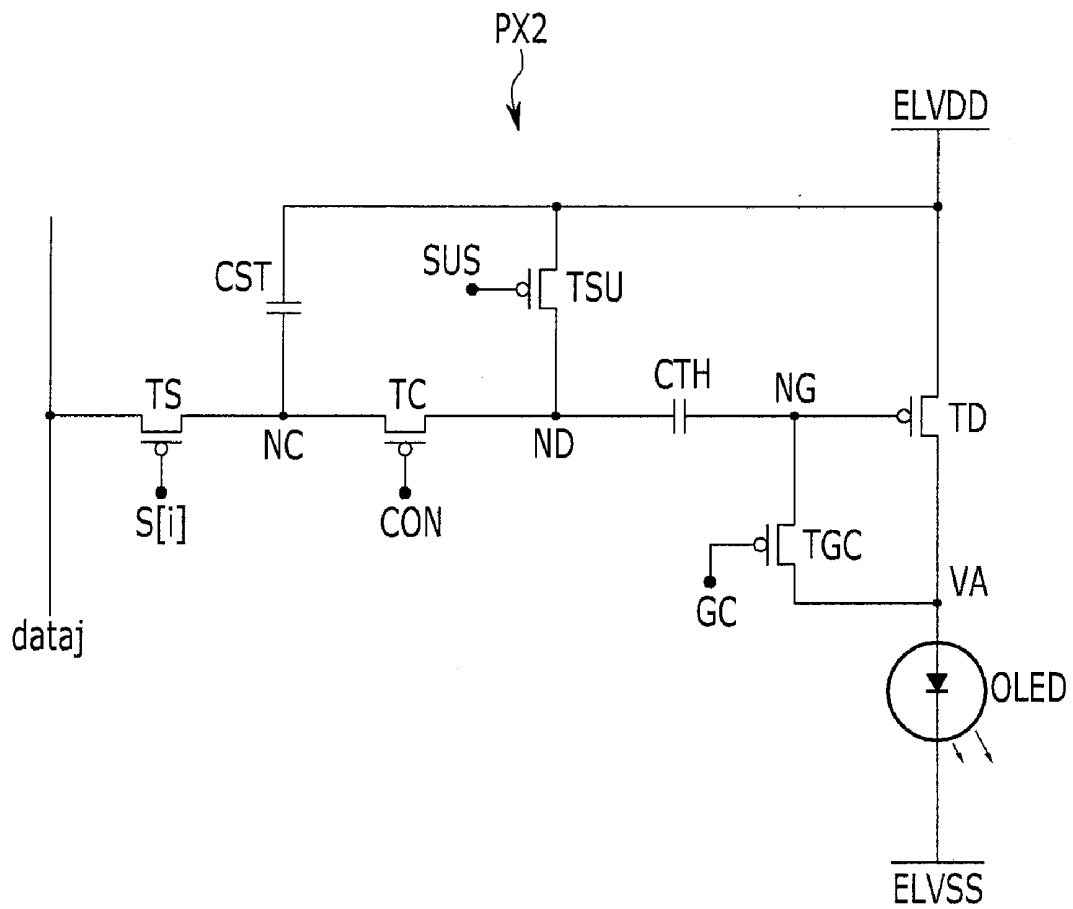 PX2
ELVDD
SUS
CST
TSU
TS
TC
CTH
NG
TD
NC
ND
S[i]
CON
TGC
GC
VA
dataj
OLED
ELVSS